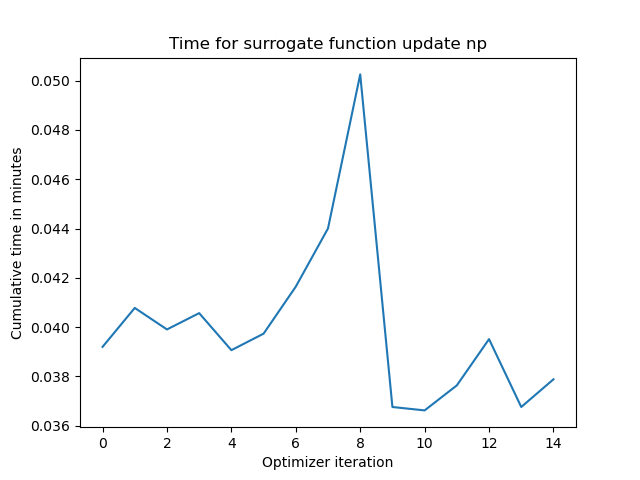 Time for surrogate function update np
Cumulative time in minutes
0.050
0.048
0.046
0.044
0.042
0.040
0.038
0.036
0 2 4 6 8 10 12 14
Optimizer iteration